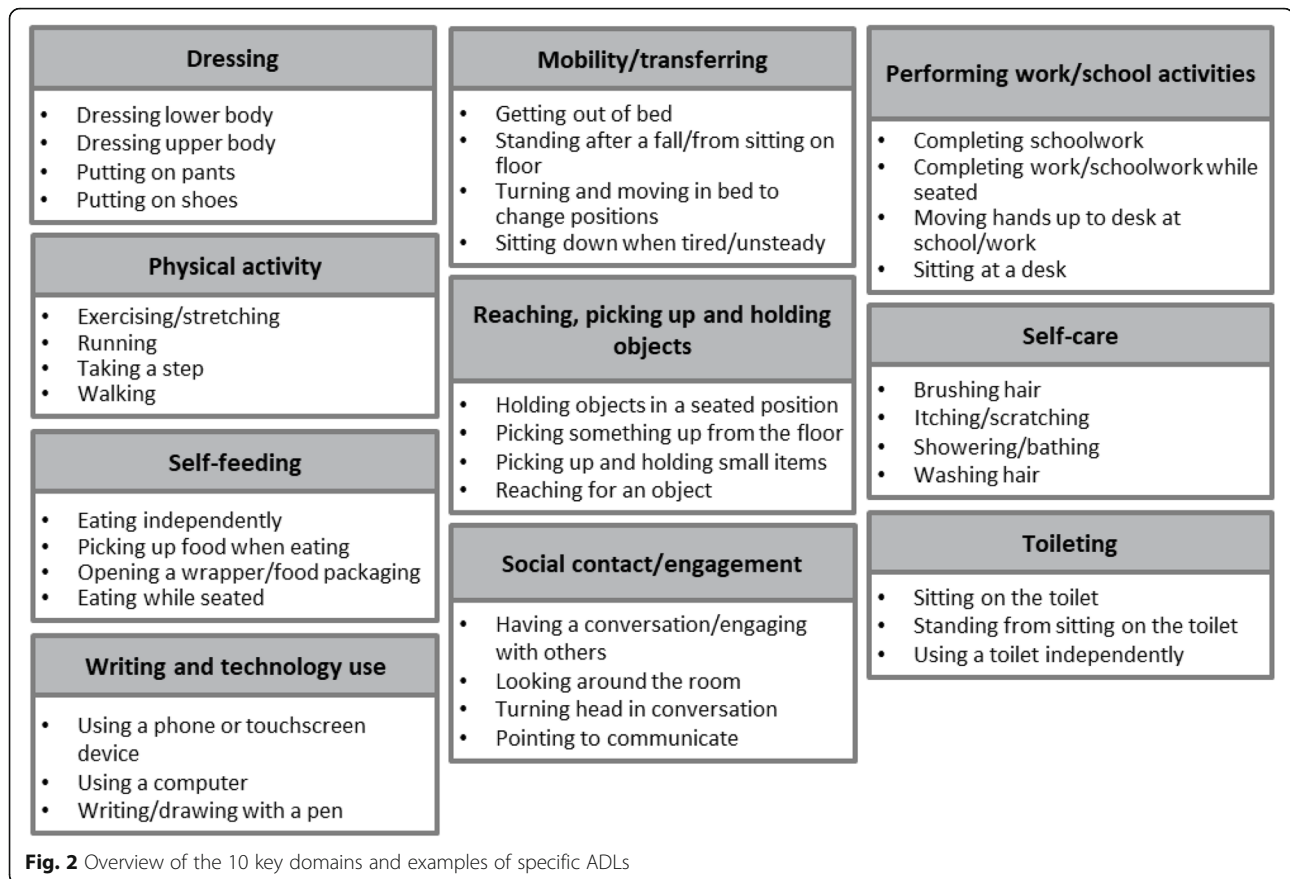 Dressing
• Dressing lower body
• Dressing upper body
• Putting on pants
• Putting on shoes
Physical activity
• Exercising/stretching
• Running
• Taking a step
• Walking
Self-feeding
• Eating independently
• Picking up food when eating
• Opening a wrapper/food packaging
• Eating while seated
Writing and technology use
• Using a phone or touchscreen
device
• Using a computer
• Writing/drawing with a pen
Mobility/transferring
• Getting out of bed
• Standing after a fall/from sitting on
floor
• Turning and moving in bed to
change positions
• Sitting down when tired/unsteady
Reaching, picking up and holding
objects
• Holding objects in a seated position
• Picking something up from the floor
• Picking up and holding small items
• Reaching for an object
Social contact/engagement
• Having a conversation/engaging
with others
• Looking around the room
• Turning head in conversation
• Pointing to communicate
Performing work/school activities
• Completing schoolwork
• Completing work/schoolwork while
seated
• Moving hands up to desk at
school/work
• Sitting at a desk
Self-care
• Brushing hair
• Itching/scratching
• Showering/bathing
• Washing hair
Toileting
• Sitting on the toilet
• Standing from sitting on the toilet
• Using a toilet independently
Fig. 2 Overview of the 10 key domains and examples of specific ADLs